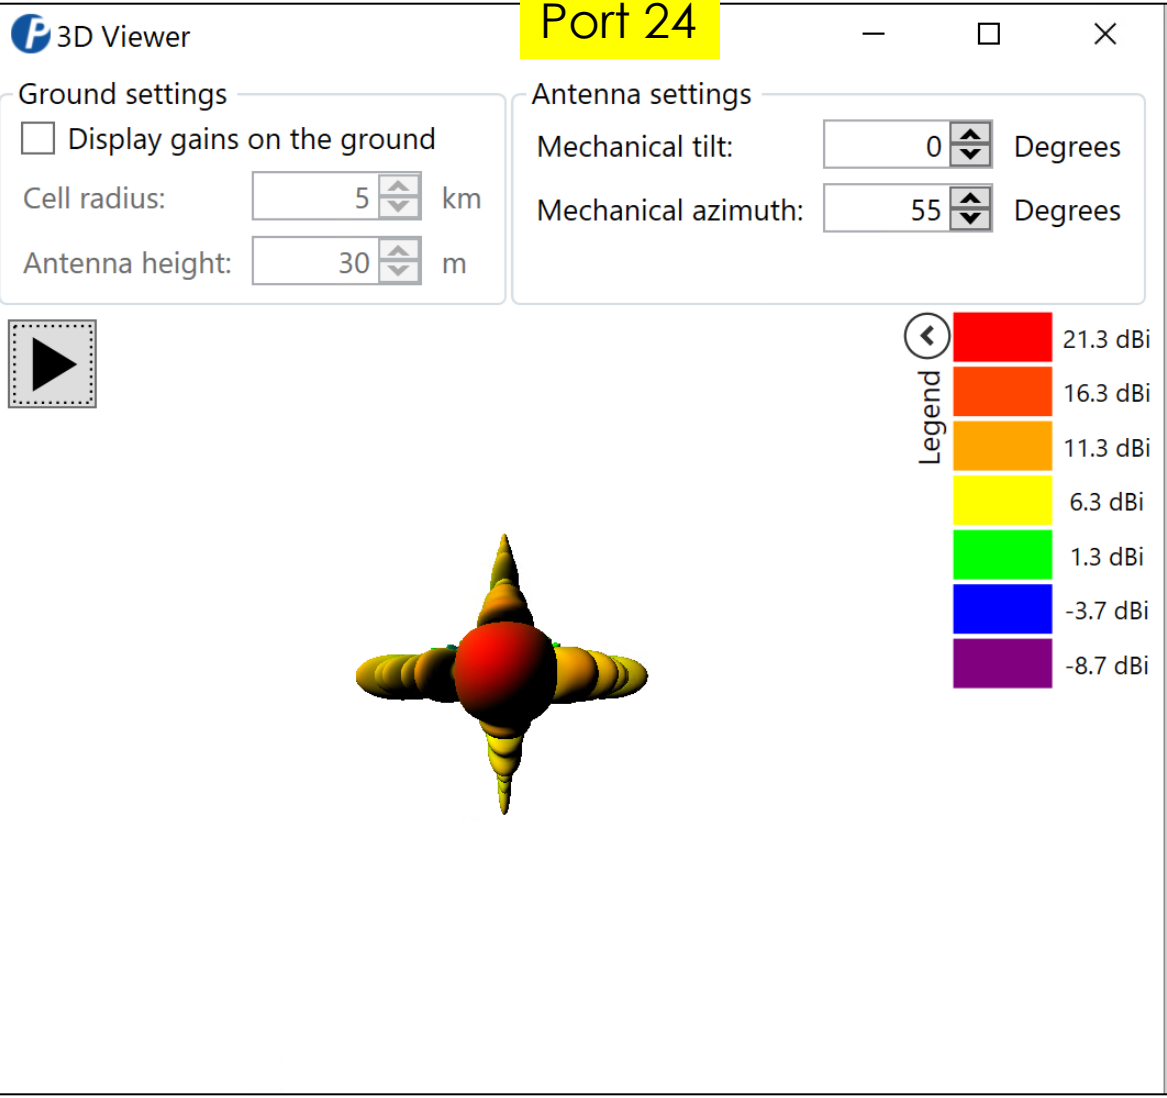 Port 24
3D Viewer
Ground settings
Display gains on the ground
Cell radius: 5 km
Antenna height: 30 m
Antenna settings
Mechanical tilt: 0 Degrees
Mechanical azimuth: 55 Degrees
Legend
21.3 dBi
16.3 dBi
11.3 dBi
6.3 dBi
1.3 dBi
-3.7 dBi
-8.7 dBi